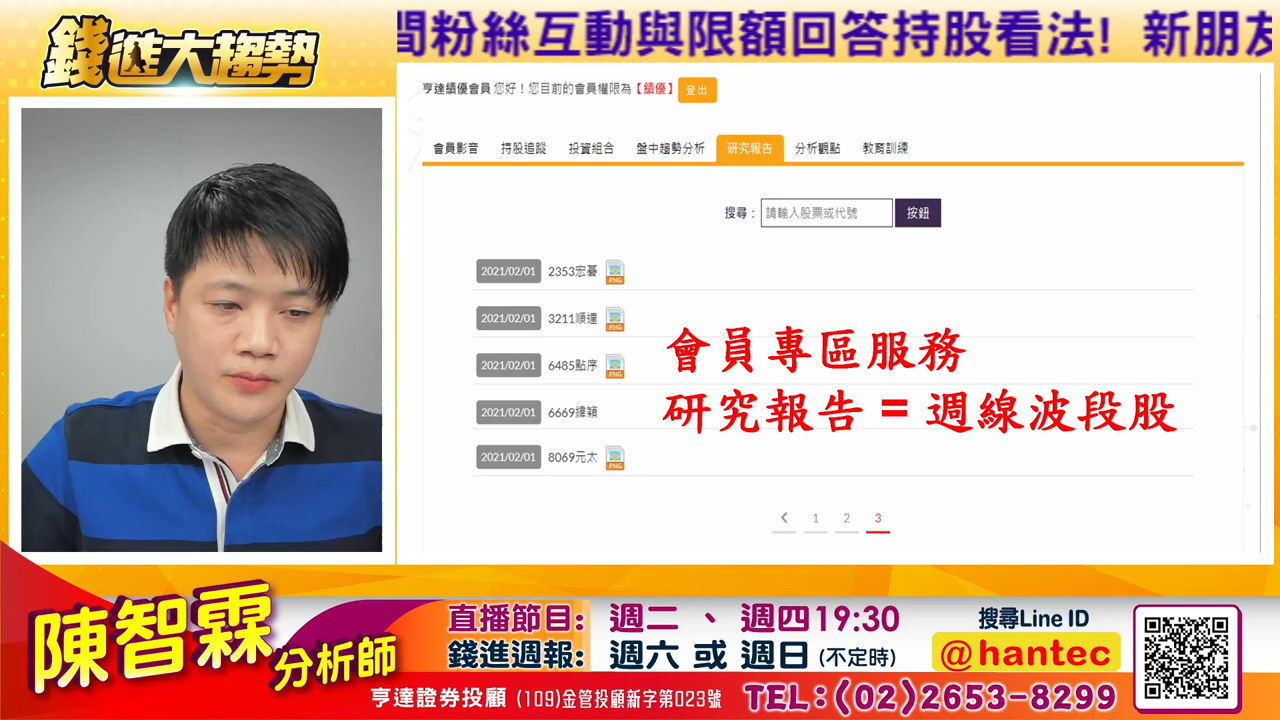 錢進大趨勢
問粉絲互動與限額回答持股看法! 新朋友
亨達績優會員 您好！您目前的會員權限為【績優】 登出
會員影音 持股追蹤 投資組合 盤中趨勢分析 研究報告 分析觀點 教育訓練
搜尋： 請輸入股票或代號 按鈕
2021/02/01 2353宏碁 PNG
2021/02/01 3211順達 PNG
2021/02/01 6485點序 PNG
2021/02/01 6669緯穎
2021/02/01 8069元太 PNG
會員專區服務
研究報告 = 週線波段股
1 2 3
陳智霖 分析師
直播節目: 週二 、 週四19:30
錢進週報: 週六 或 週日 (不定時)
搜尋Line ID
@hantec
亨達證券投顧 (109)金管投顧新字第023號 TEL:(02)2653-8299